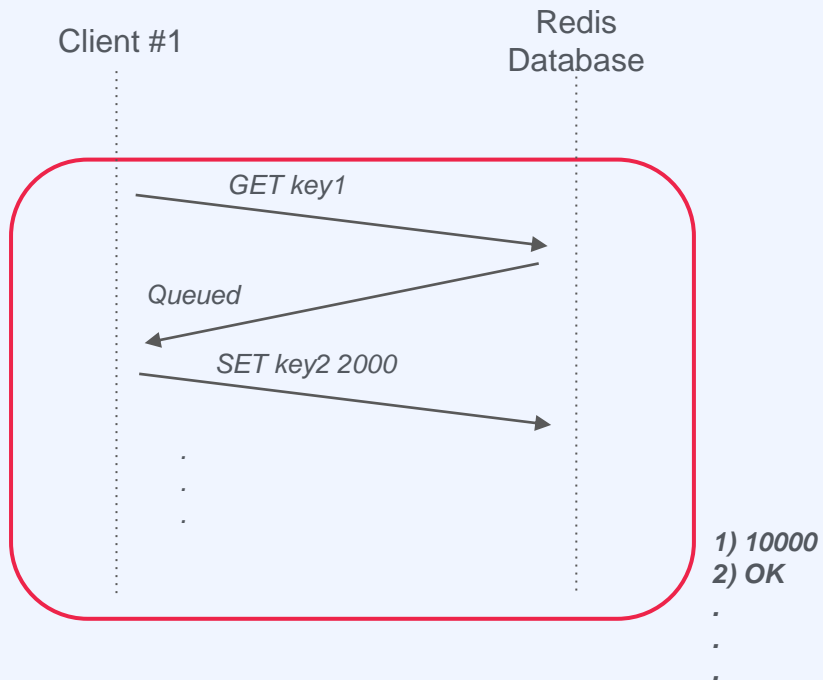 Client #1
Redis
Database
GET key1
Queued
SET key2 2000
.
.
.
1) 10000
2) OK
.
.
.